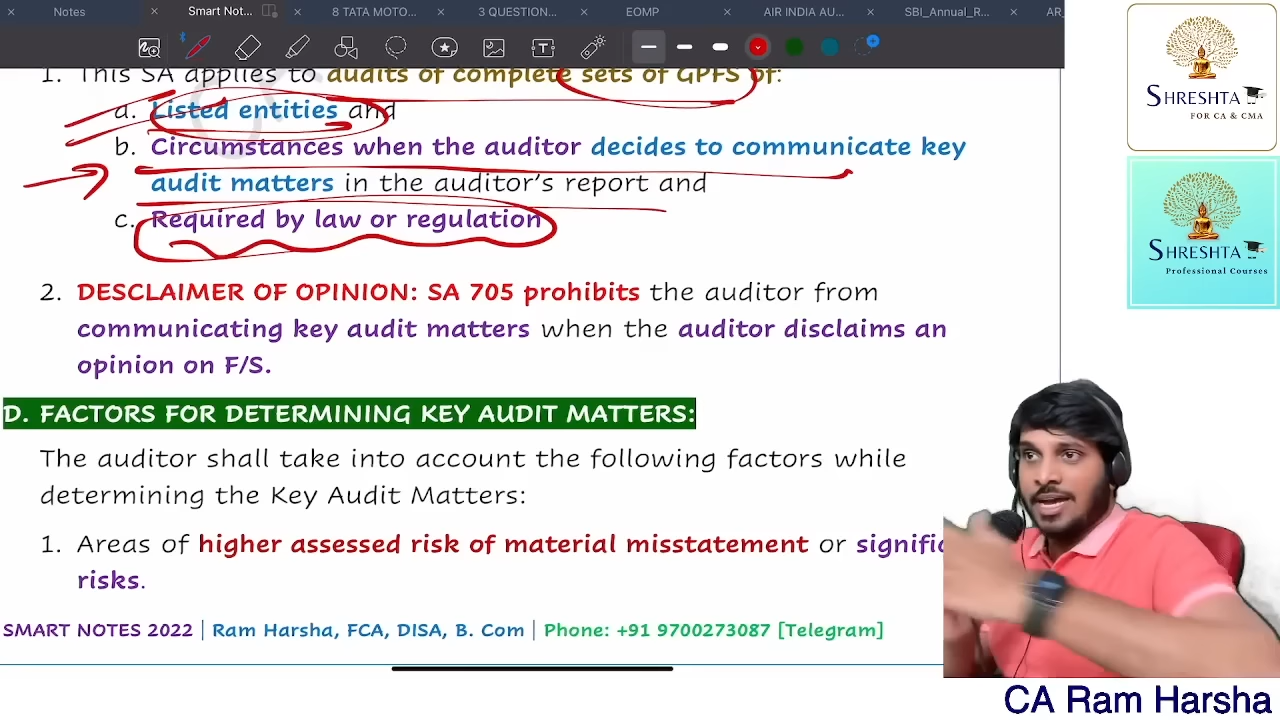 Notes
Smart Not...
8 TATA MOTO...
3 QUESTION...
EOMP
AIR INDIA AU...
SBI_Annual_R...
AR_
1. This SA applies to audits of complete sets of GPFS of:
a. Listed entities and
b. Circumstances when the auditor decides to communicate key
audit matters in the auditor's report and
c. Required by law or regulation
2. DESCLAIMER OF OPINION: SA 705 prohibits the auditor from
communicating key audit matters when the auditor disclaims an
opinion on F/S.
D. FACTORS FOR DETERMINING KEY AUDIT MATTERS:
The auditor shall take into account the following factors while
determining the Key Audit Matters:
1. Areas of higher assessed risk of material misstatement or
risks.
SMART NOTES 2022 | Ram Harsha, FCA, DISA, B. Com | Phone: +91 9700273087 [Telegram]
SHRESHTA
FOR CA & CMA
SHRESHTA
Professional Courses
CA Ram Harsha